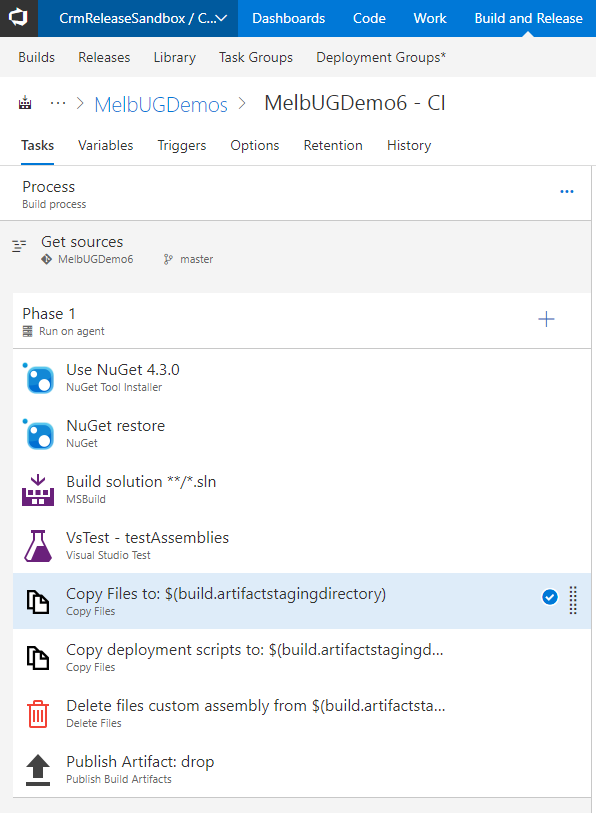 CrmReleaseSandbox / C...
Dashboards
Code
Work
Build and Release
Builds
Releases
Library
Task Groups
Deployment Groups*
··· > MelbUGDemos > MelbUGDemo6 - CI
Tasks
Variables
Triggers
Options
Retention
History
Process
Build process
Get sources
MelbUGDemo6
master
Phase 1
Run on agent
Use NuGet 4.3.0
NuGet Tool Installer
NuGet restore
NuGet
Build solution **/*.sln
MSBuild
VsTest - testAssemblies
Visual Studio Test
Copy Files to: $(build.artifactstagingdirectory)
Copy Files
Copy deployment scripts to: $(build.artifactstagingd...
Copy Files
Delete files custom assembly from $(build.artifactsta...
Delete Files
Publish Artifact: drop
Publish Build Artifacts